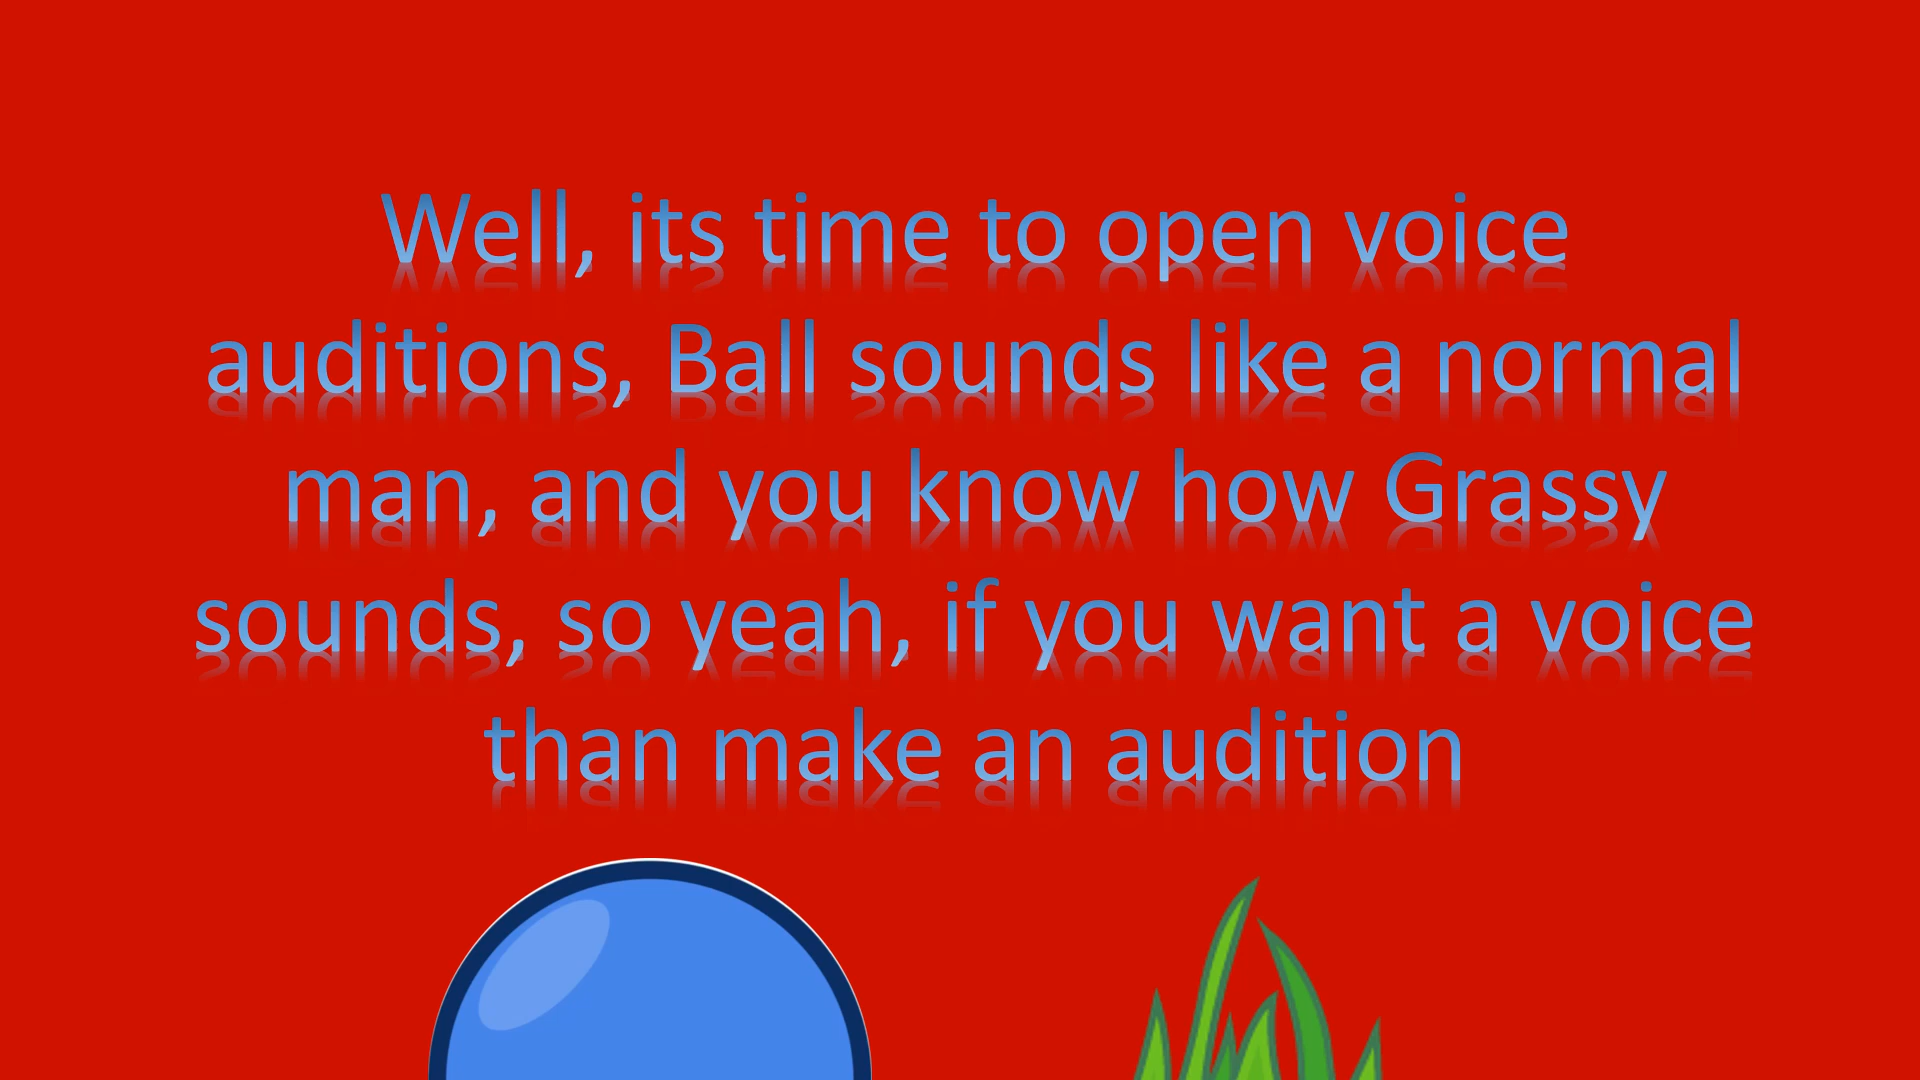 Well, its time to open voice
auditions, Ball sounds like a normal
man, and you know how Grassy
sounds, so yeah, if you want a voice
than make an audition